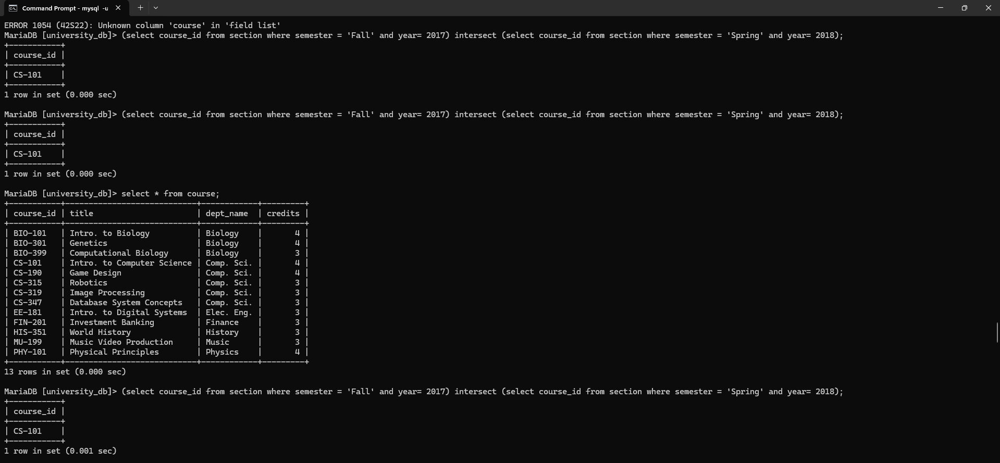 Command Prompt - mysql -u
ERROR 1054 (42S22): Unknown column 'course' in 'field list'
MariaDB [university_db]> (select course_id from section where semester = 'Fall' and year= 2017) intersect (select course_id from section where semester = 'Spring' and year= 2018);
+-----------+
| course_id |
+-----------+
| CS-101    |
+-----------+
1 row in set (0.000 sec)

MariaDB [university_db]> (select course_id from section where semester = 'Fall' and year= 2017) intersect (select course_id from section where semester = 'Spring' and year= 2018);
+-----------+
| course_id |
+-----------+
| CS-101    |
+-----------+
1 row in set (0.000 sec)

MariaDB [university_db]> select * from course;
+-----------+----------------------------+------------+---------+
| course_id | title                      | dept_name  | credits |
+-----------+----------------------------+------------+---------+
| BIO-101   | Intro. to Biology          | Biology    |       4 |
| BIO-301   | Genetics                   | Biology    |       4 |
| BIO-399   | Computational Biology      | Biology    |       3 |
| CS-101    | Intro. to Computer Science | Comp. Sci. |       4 |
| CS-190    | Game Design                | Comp. Sci. |       4 |
| CS-315    | Robotics                   | Comp. Sci. |       3 |
| CS-319    | Image Processing           | Comp. Sci. |       3 |
| CS-347    | Database System Concepts   | Comp. Sci. |       3 |
| EE-181    | Intro. to Digital Systems  | Elec. Eng. |       3 |
| FIN-201   | Investment Banking         | Finance    |       3 |
| HIS-351   | World History              | History    |       3 |
| MU-199    | Music Video Production     | Music      |       3 |
| PHY-101   | Physical Principles        | Physics    |       4 |
+-----------+----------------------------+------------+---------+
13 rows in set (0.000 sec)

MariaDB [university_db]> (select course_id from section where semester = 'Fall' and year= 2017) intersect (select course_id from section where semester = 'Spring' and year= 2018);
+-----------+
| course_id |
+-----------+
| CS-101    |
+-----------+
1 row in set (0.001 sec)